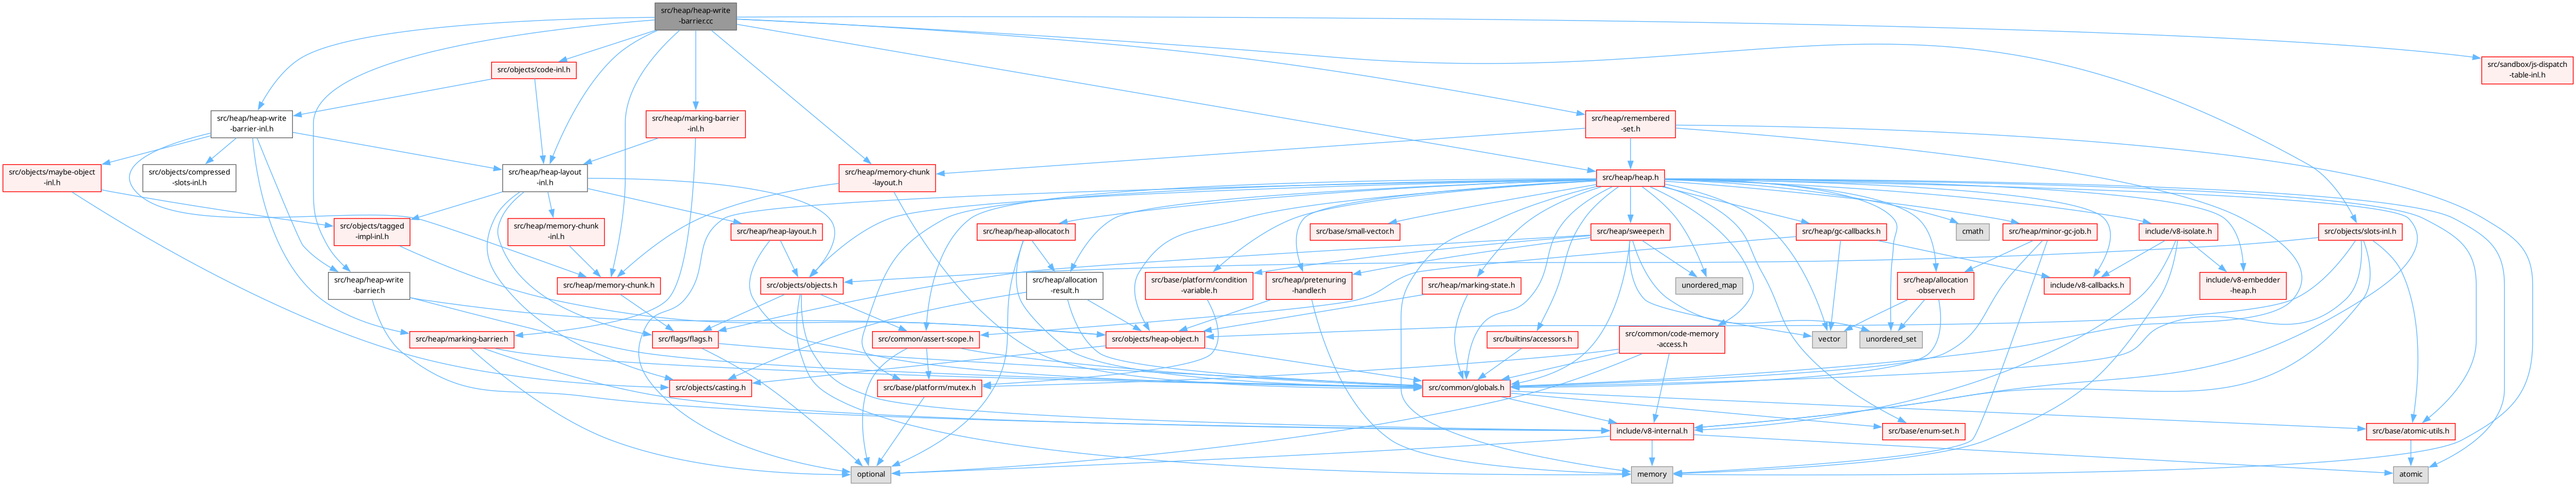 src/heap/heap-write
-barrier.cc
src/objects/code-inl.h
src/sandbox/js-dispatch
-table-inl.h
src/heap/heap-write
-barrier-inl.h
src/heap/marking-barrier
-inl.h
src/heap/remembered
-set.h
src/objects/maybe-object
-inl.h
src/objects/compressed
-slots-inl.h
src/heap/heap-layout
-inl.h
src/heap/memory-chunk
-layout.h
src/heap/heap.h
src/objects/tagged
-impl-inl.h
src/heap/memory-chunk
-inl.h
src/heap/heap-layout.h
src/heap/heap-allocator.h
src/base/small-vector.h
src/heap/sweeper.h
src/heap/gc-callbacks.h
cmath
src/heap/minor-gc-job.h
include/v8-isolate.h
src/objects/slots-inl.h
src/heap/heap-write
-barrier.h
src/heap/memory-chunk.h
src/objects/objects.h
src/heap/allocation
-result.h
src/base/platform/condition
-variable.h
src/heap/pretenuring
-handler.h
src/heap/marking-state.h
unordered_map
src/heap/allocation
-observer.h
include/v8-callbacks.h
include/v8-embedder
-heap.h
src/heap/marking-barrier.h
src/flags/flags.h
src/common/assert-scope.h
src/objects/heap-object.h
src/builtins/accessors.h
src/common/code-memory
-access.h
vector
unordered_set
src/objects/casting.h
src/base/platform/mutex.h
src/common/globals.h
include/v8-internal.h
src/base/enum-set.h
src/base/atomic-utils.h
optional
memory
atomic